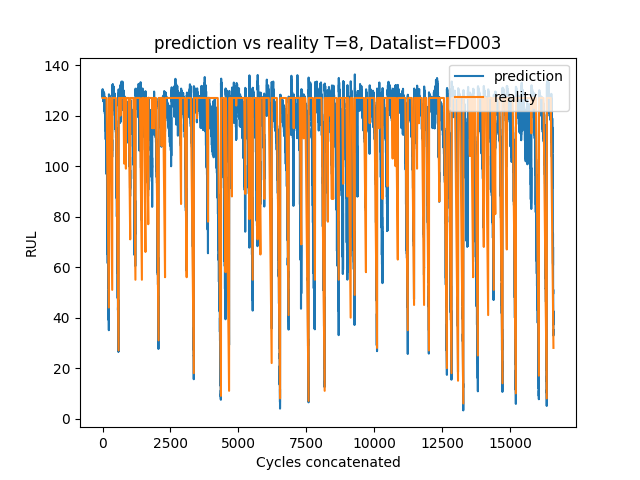 prediction vs reality T=8, Datalist=FD003
prediction
reality
RUL
140
120
100
80
60
40
20
0
0 2500 5000 7500 10000 12500 15000
Cycles concatenated